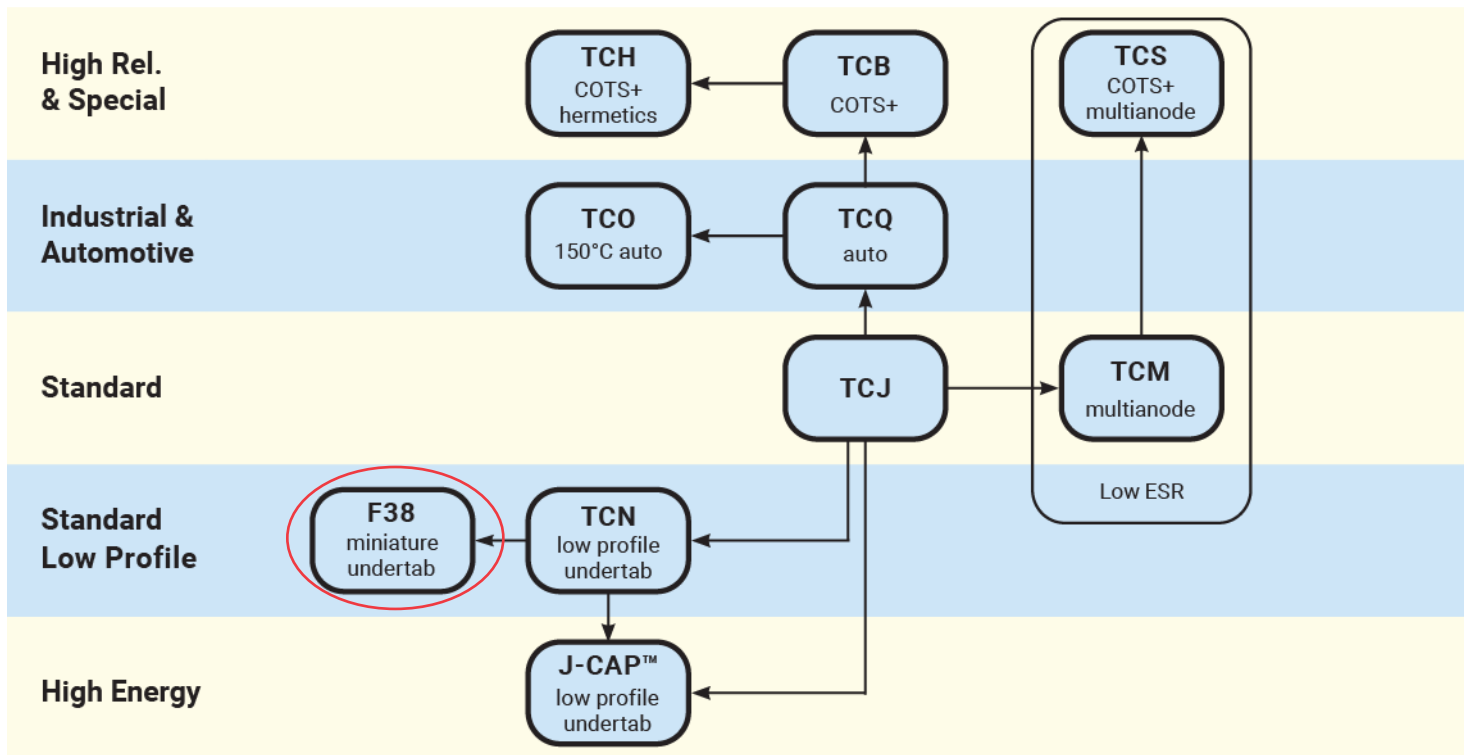 High Rel.
& Special
TCH
COTS+
hermetics
TCB
COTS+
TCS
COTS+
multianode
Industrial &
Automotive
TCO
150°C auto
TCQ
auto
Standard
TCJ
TCM
multianode
Low ESR
Standard
Low Profile
F38
miniature
undertab
TCN
low profile
undertab
High Energy
J-CAP™
low profile
undertab